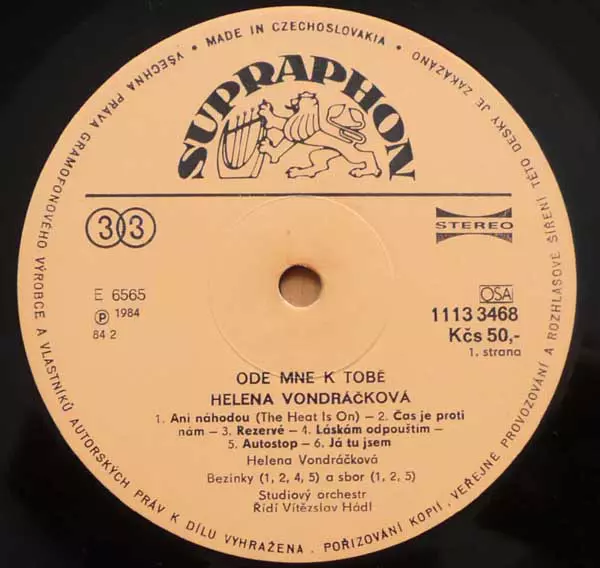 VŠECHNA PRÁVA GRAMOFONOVÉHO VÝROBCE A VLASTNÍKŮ AUTORSKÝCH PRÁV K DÍLU VYHRAŽENA. POŘIZOVÁNÍ KOPIÍ, VEŘEJNÉ PROVOZOVÁNÍ A ROZHLASOVÉ ŠÍŘENÍ TÉTO DESKY JE ZAKÁZÁNO • MADE IN CZECHOSLOVAKIA •
SUPRAPHON
33
STEREO
E 6565
℗ 1984
84 2
OSA
1113 3468
Kčs 50,-
1. strana
ODE MNE K TOBĚ
HELENA VONDRÁČKOVÁ
1. Ani náhodou (The Heat Is On) – 2. Čas je proti
nám – 3. Rezervé – 4. Láskám odpouštím –
5. Autostop – 6. Já tu jsem
Helena Vondráčková
Bezinky (1, 2, 4, 5) a sbor (1, 2, 5)
Studiový orchestr
Řídí Vítězslav Hádl